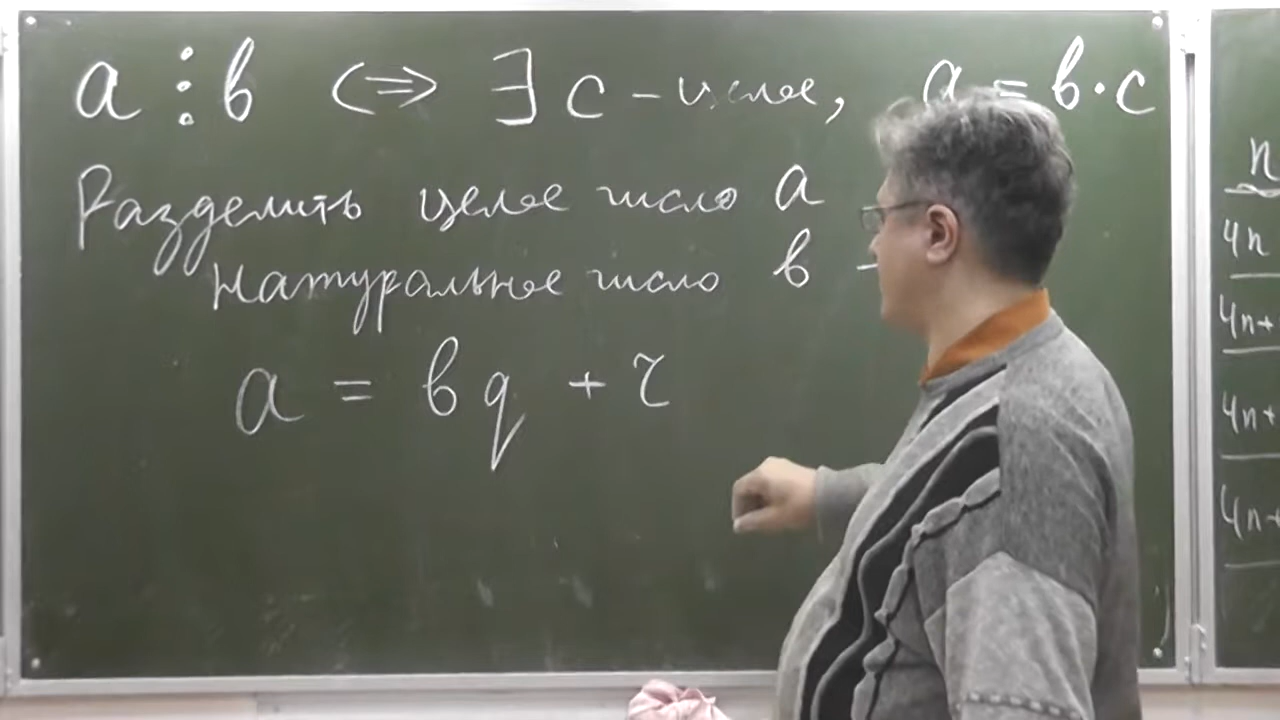 a ⋮ b <=> ∃ c - целое, a = b·c
Разделить целое число a
натуральное число b -
a = bq + r
n
4n
4n+
4n+
4n+